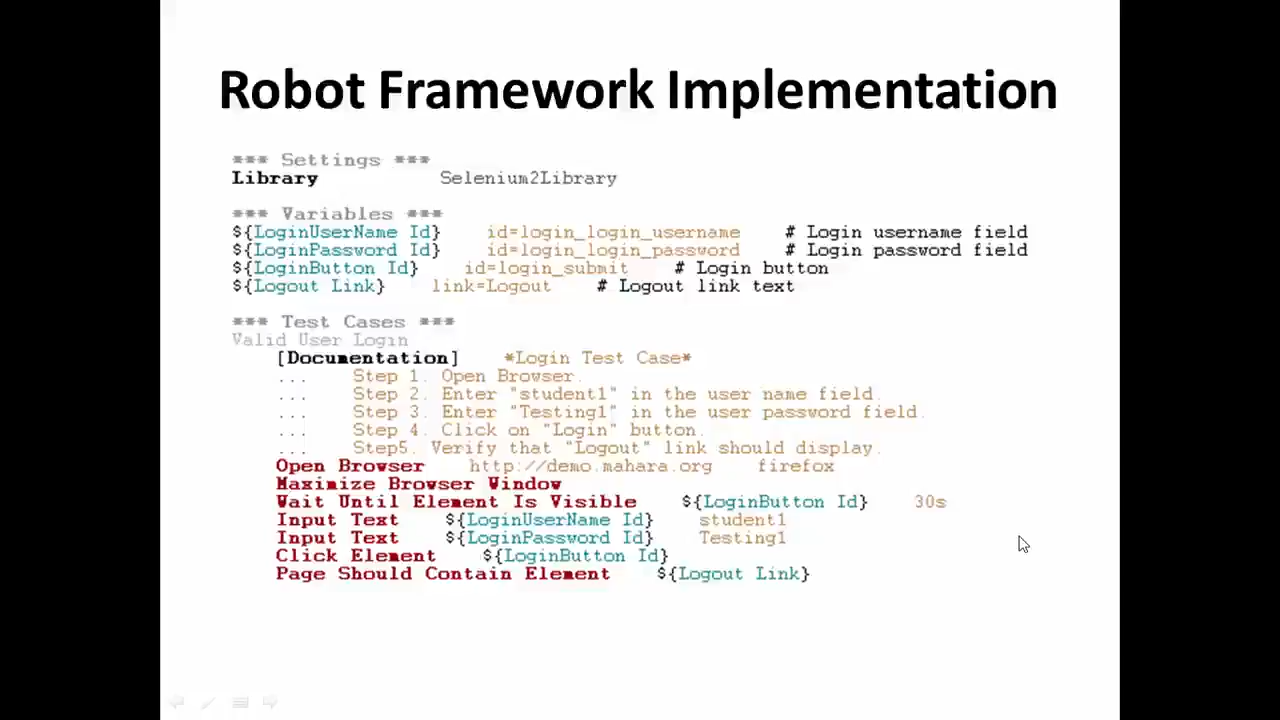 Robot Framework Implementation
*** Settings ***
Library Selenium2Library
*** Variables ***
${LoginUserName Id} id=login_login_username # Login username field
${LoginPassword Id} id=login_login_password # Login password field
${LoginButton Id} id=login_submit # Login button
${Logout Link} link=Logout # Logout link text
*** Test Cases ***
Valid User Login
[Documentation] *Login Test Case*
... Step 1. Open Browser.
... Step 2. Enter "student1" in the user name field.
... Step 3. Enter "Testing1" in the user password field.
... Step 4. Click on "Login" button.
... Step5. Verify that "Logout" link should display.
Open Browser http://demo.mahara.org firefox
Maximize Browser Window
Wait Until Element Is Visible ${LoginButton Id} 30s
Input Text ${LoginUserName Id} student1
Input Text ${LoginPassword Id} Testing1
Click Element ${LoginButton Id}
Page Should Contain Element ${Logout Link}